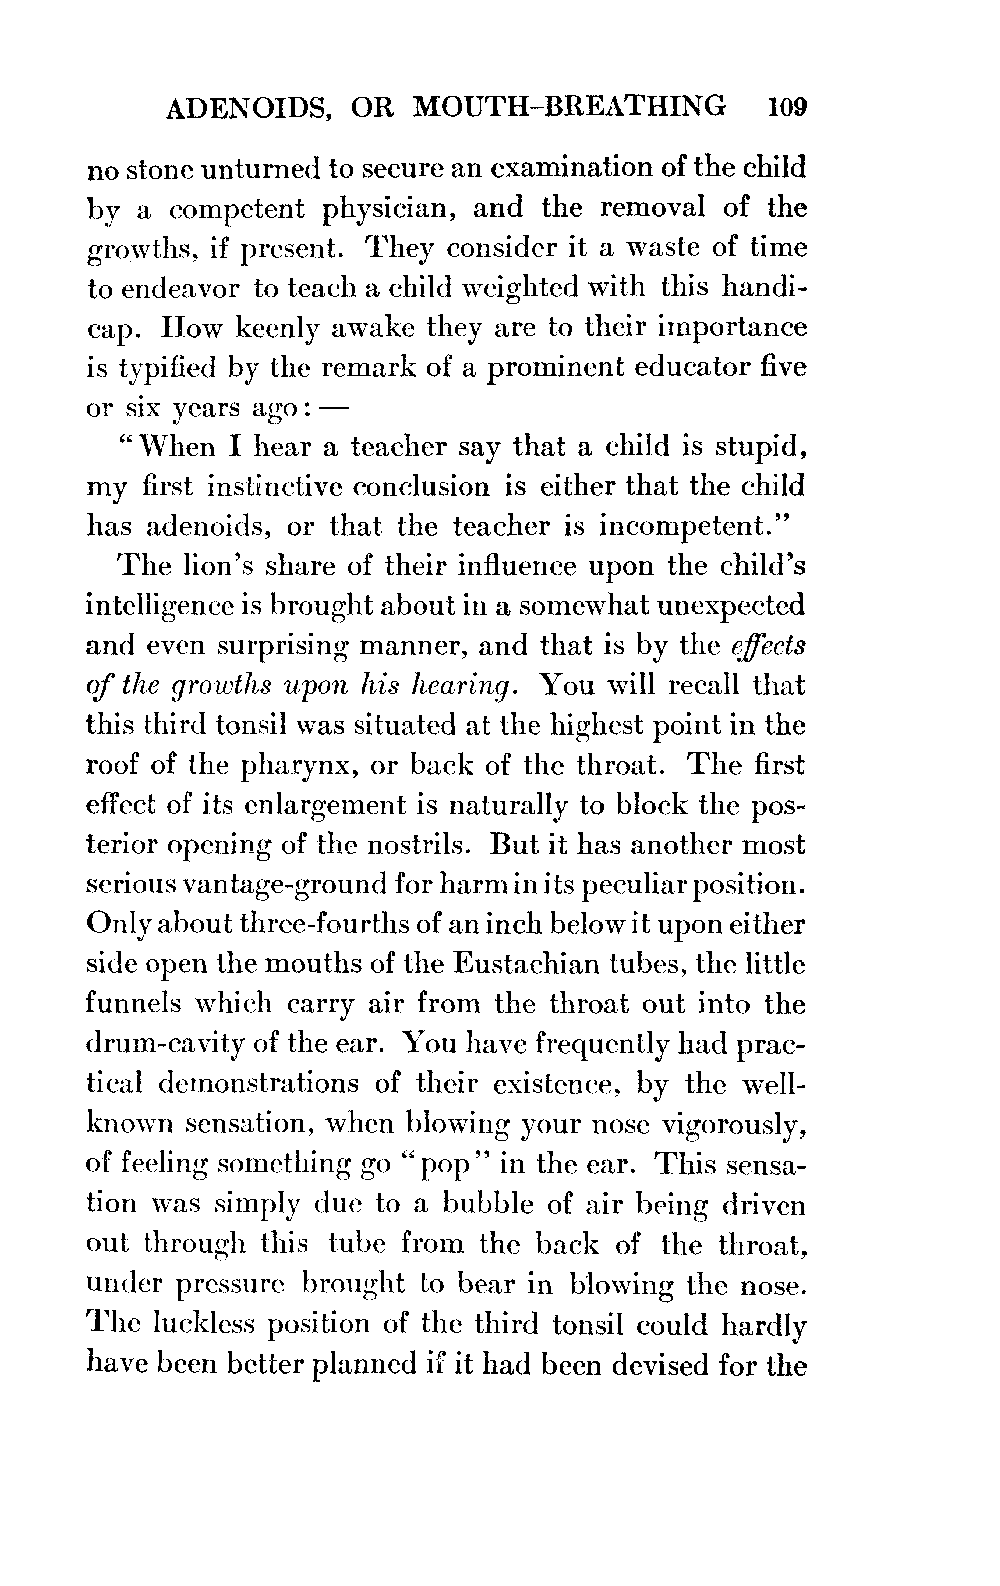 ADENOIDS, OR MOUTH-BREATHING 109
no stone unturned to secure an examination of the child
by a competent physician, and the removal of the
growths, if present. They consider it a waste of time
to endeavor to teach a child weighted with this handi-
cap. How keenly awake they are to their importance
is typified by the remark of a prominent educator five
or six years ago: —
"When I hear a teacher say that a child is stupid,
my first instinctive conclusion is either that the child
has adenoids, or that the teacher is incompetent."
The lion's share of their influence upon the child's
intelligence is brought about in a somewhat unexpected
and even surprising manner, and that is by the effects
of the growths upon his hearing. You will recall that
this third tonsil was situated at the highest point in the
roof of the pharynx, or back of the throat. The first
effect of its enlargement is naturally to block the pos-
terior opening of the nostrils. But it has another most
serious vantage-ground for harm in its peculiar position.
Only about three-fourths of an inch below it upon either
side open the mouths of the Eustachian tubes, the little
funnels which carry air from the throat out into the
drum-cavity of the ear. You have frequently had prac-
tical demonstrations of their existence, by the well-
known sensation, when blowing your nose vigorously,
of feeling something go "pop" in the ear. This sensa-
tion was simply due to a bubble of air being driven
out through this tube from the back of the throat,
under pressure brought to bear in blowing the nose.
The luckless position of the third tonsil could hardly
have been better planned if it had been devised for the